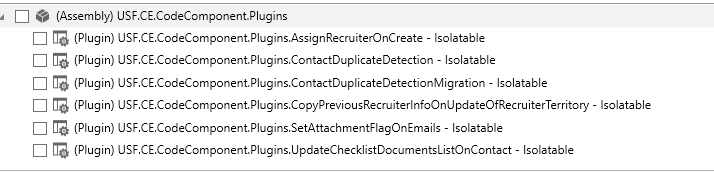 (Assembly) USF.CE.CodeComponent.Plugins
(Plugin) USF.CE.CodeComponent.Plugins.AssignRecruiterOnCreate - Isolatable
(Plugin) USF.CE.CodeComponent.Plugins.ContactDuplicateDetection - Isolatable
(Plugin) USF.CE.CodeComponent.Plugins.ContactDuplicateDetectionMigration - Isolatable
(Plugin) USF.CE.CodeComponent.Plugins.CopyPreviousRecruiterInfoOnUpdateOfRecruiterTerritory - Isolatable
(Plugin) USF.CE.CodeComponent.Plugins.SetAttachmentFlagOnEmails - Isolatable
(Plugin) USF.CE.CodeComponent.Plugins.UpdateChecklistDocumentsListOnContact - Isolatable